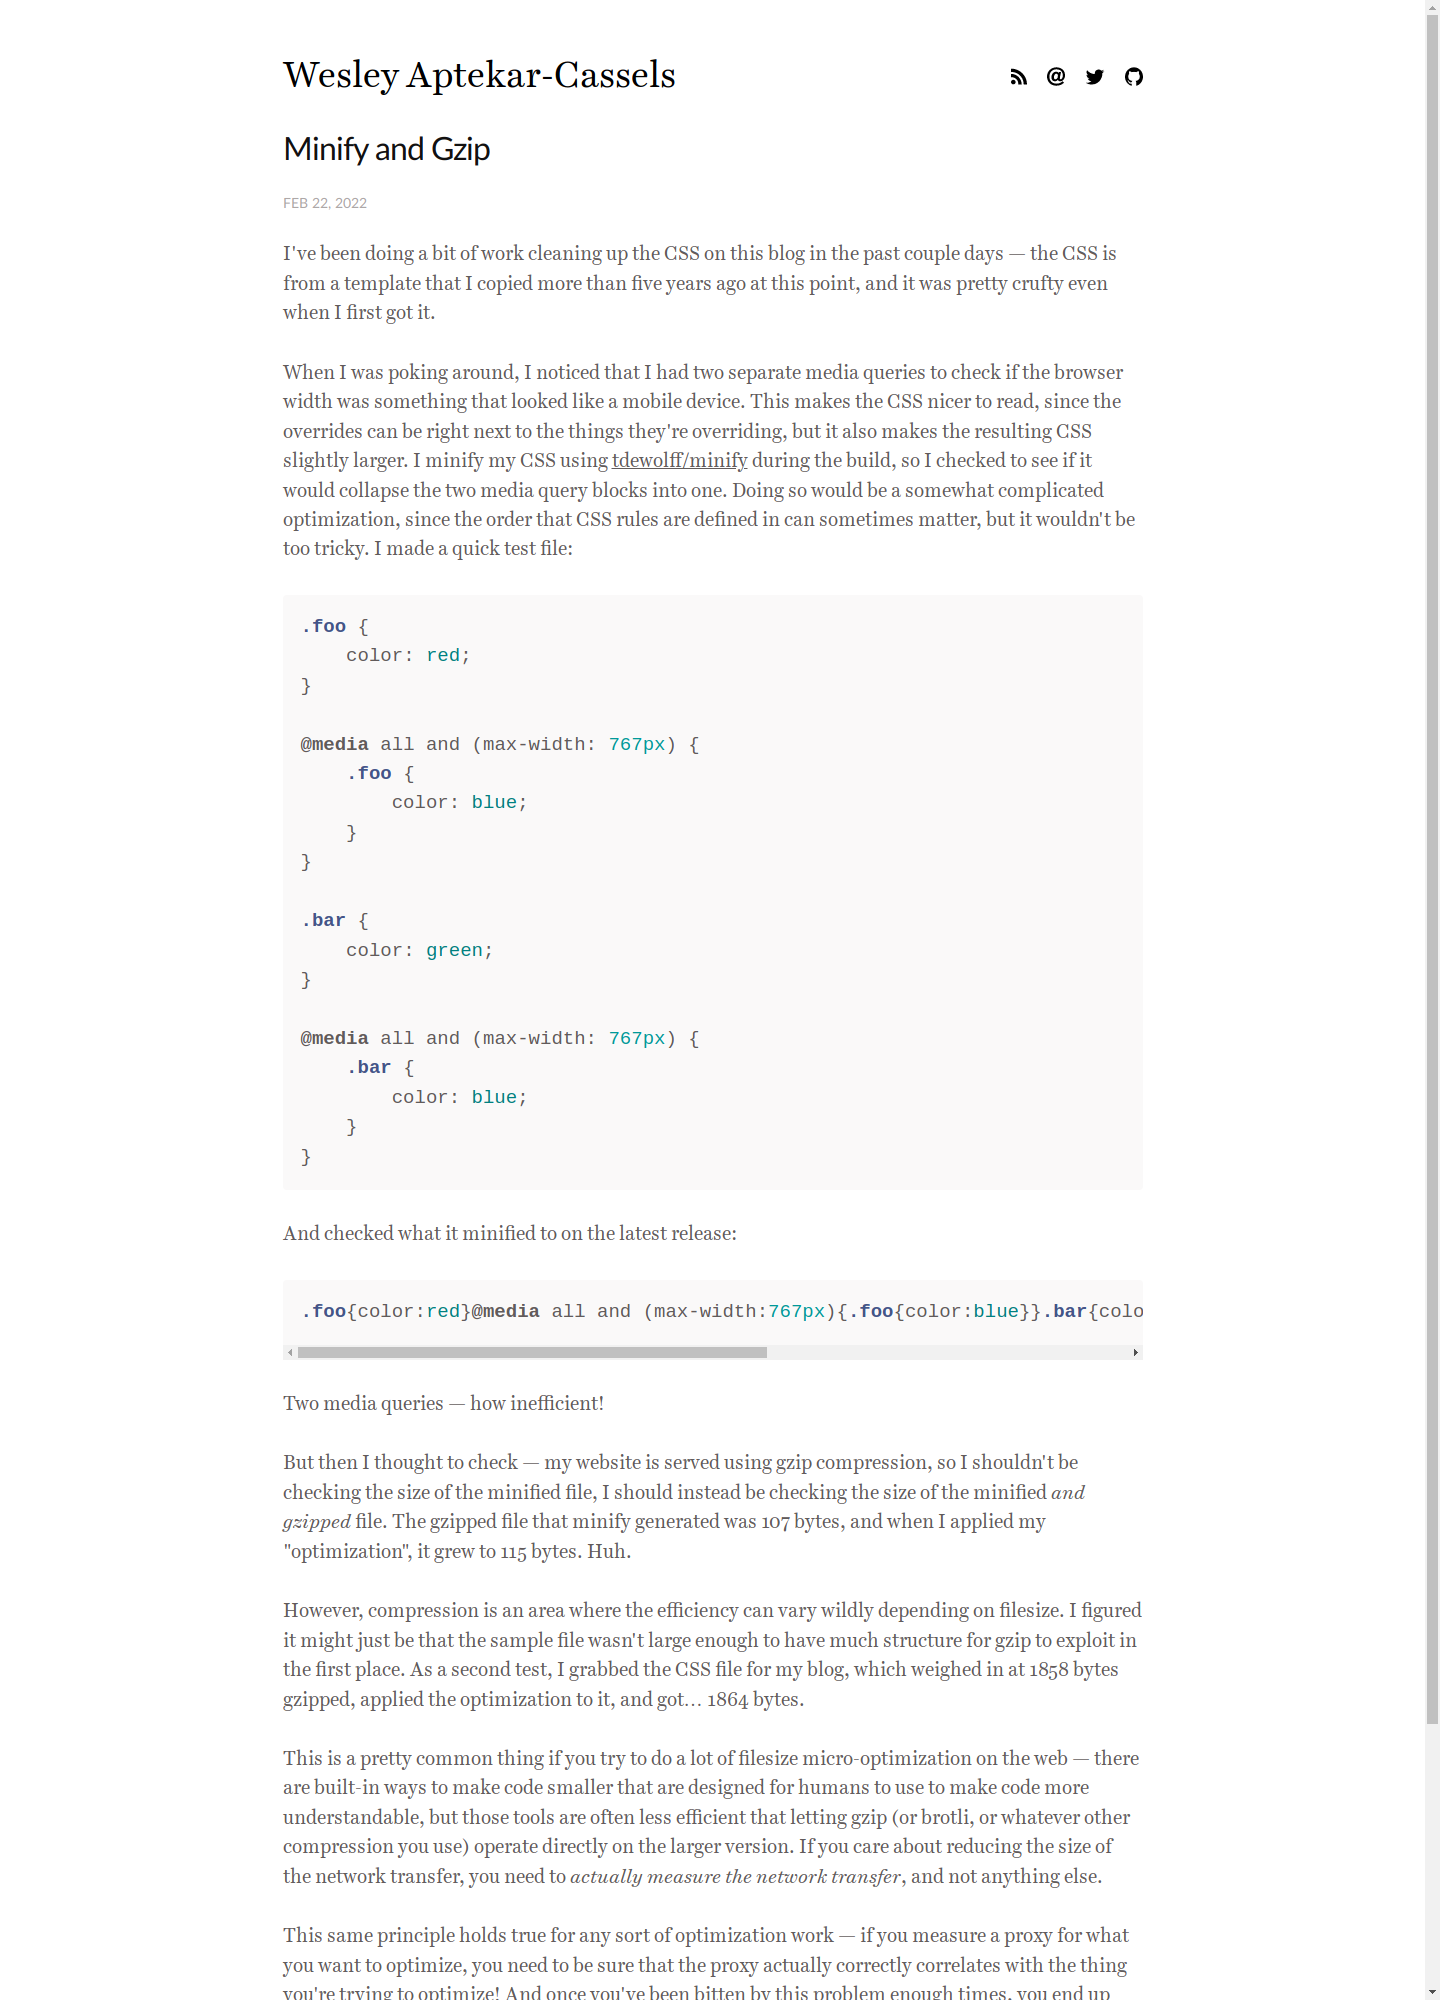 Wesley Aptekar-Cassels
Minify and Gzip
FEB 22, 2022
I've been doing a bit of work cleaning up the CSS on this blog in the past couple days — the CSS is
from a template that I copied more than five years ago at this point, and it was pretty crufty even
when I first got it.
When I was poking around, I noticed that I had two separate media queries to check if the browser
width was something that looked like a mobile device. This makes the CSS nicer to read, since the
overrides can be right next to the things they're overriding, but it also makes the resulting CSS
slightly larger. I minify my CSS using tdewolff/minify during the build, so I checked to see if it
would collapse the two media query blocks into one. Doing so would be a somewhat complicated
optimization, since the order that CSS rules are defined in can sometimes matter, but it wouldn't be
too tricky. I made a quick test file:
.foo {
    color: red;
}
@media all and (max-width: 767px) {
    .foo {
        color: blue;
    }
}
.bar {
    color: green;
}
@media all and (max-width: 767px) {
    .bar {
        color: blue;
    }
}
And checked what it minified to on the latest release:
.foo{color:red}@media all and (max-width:767px){.foo{color:blue}}.bar{colo
Two media queries — how inefficient!
But then I thought to check — my website is served using gzip compression, so I shouldn't be
checking the size of the minified file, I should instead be checking the size of the minified and
gzipped file. The gzipped file that minify generated was 107 bytes, and when I applied my
"optimization", it grew to 115 bytes. Huh.
However, compression is an area where the efficiency can vary wildly depending on filesize. I figured
it might just be that the sample file wasn't large enough to have much structure for gzip to exploit in
the first place. As a second test, I grabbed the CSS file for my blog, which weighed in at 1858 bytes
gzipped, applied the optimization to it, and got… 1864 bytes.
This is a pretty common thing if you try to do a lot of filesize micro-optimization on the web — there
are built-in ways to make code smaller that are designed for humans to use to make code more
understandable, but those tools are often less efficient that letting gzip (or brotli, or whatever other
compression you use) operate directly on the larger version. If you care about reducing the size of
the network transfer, you need to actually measure the network transfer, and not anything else.
This same principle holds true for any sort of optimization work — if you measure a proxy for what
you want to optimize, you need to be sure that the proxy actually correctly correlates with the thing
you're trying to optimize! And once you've been bitten by this problem enough times, you end up